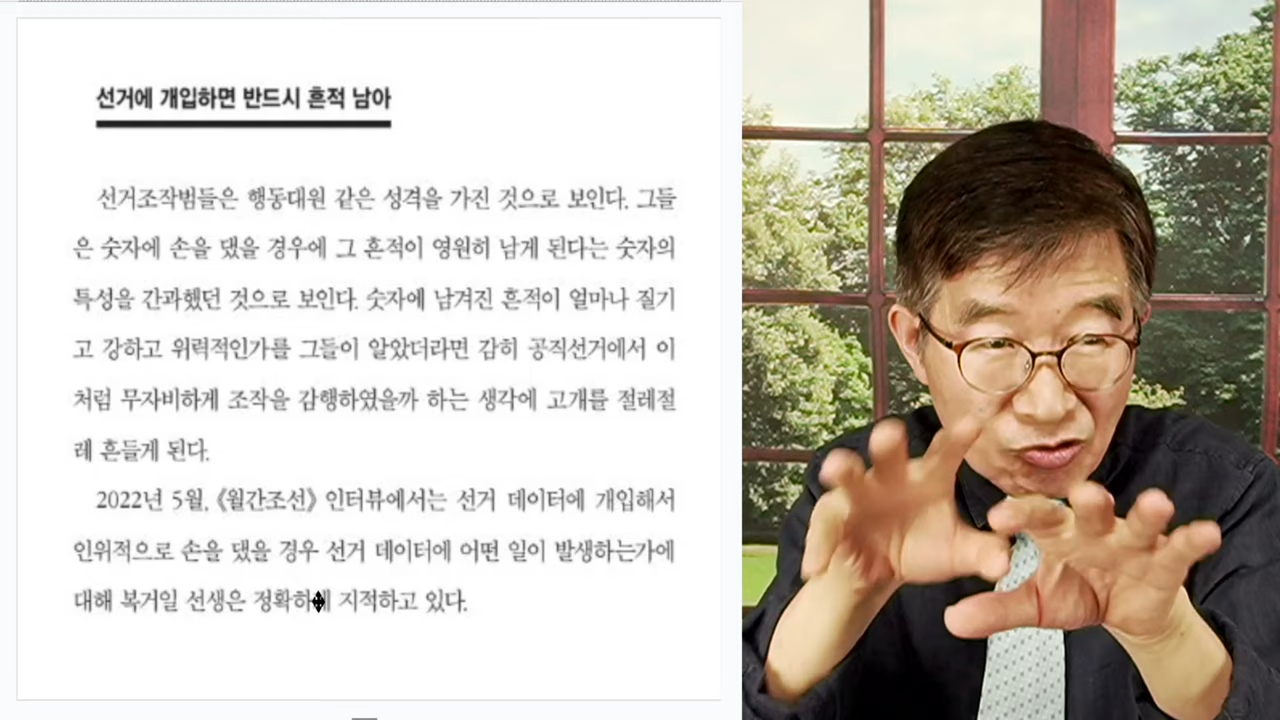 선거에 개입하면 반드시 흔적 남아
선거조작범들은 행동대원 같은 성격을 가진 것으로 보인다. 그들
은 숫자에 손을 댔을 경우에 그 흔적이 영원히 남게 된다는 숫자의
특성을 간과했던 것으로 보인다. 숫자에 남겨진 흔적이 얼마나 질기
고 강하고 위력적인가를 그들이 알았더라면 감히 공직선거에서 이
처럼 무자비하게 조작을 감행하였을까 하는 생각에 고개를 절레절
레 흔들게 된다.
2022년 5월, 《월간조선》 인터뷰에서는 선거 데이터에 개입해서
인위적으로 손을 댔을 경우 선거 데이터에 어떤 일이 발생하는가에
대해 복거일 선생은 정확하게 지적하고 있다.